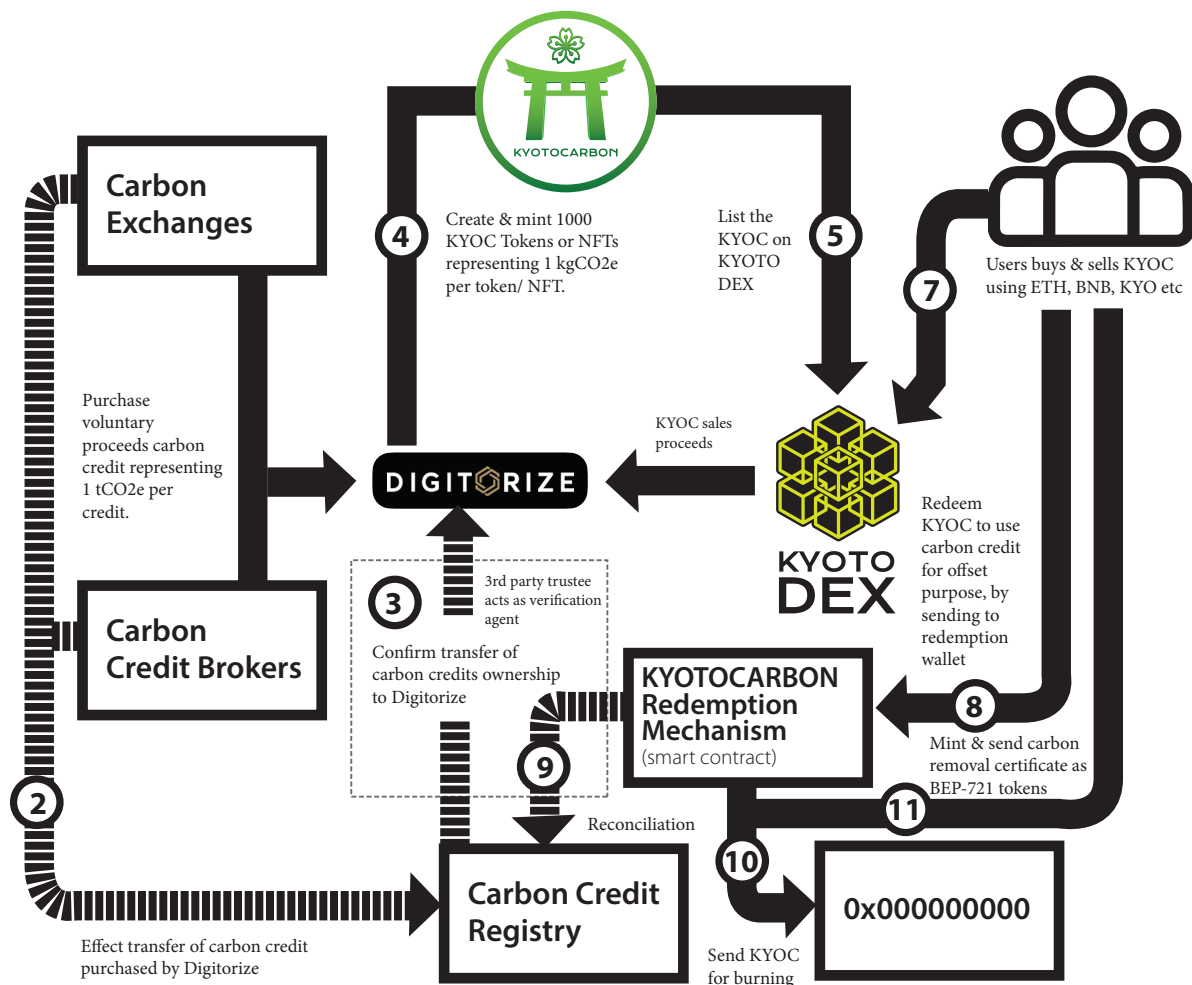 KYOTOCARBON
Carbon
Exchanges
4
Create & mint 1000
KYOC Tokens or NFTs
representing 1 kgCO2e
per token/ NFT.
List the
KYOC on
KYOTO
DEX
5
7
Users buys & sells KYOC
using ETH, BNB, KYO etc
Purchase
voluntary
proceeds carbon
credit representing
1 tCO2e per
credit.
DIGITORIZE
KYOC sales
proceeds
KYOTO
DEX
Redeem
KYOC to use
carbon credit
for offset
purpose, by
sending to
redemption
wallet
3
3rd party trustee
acts as verification
agent
Confirm transfer of
carbon credits ownership
to Digitorize
Carbon
Credit Brokers
KYOTOCARBON
Redemption
Mechanism
(smart contract)
8
Mint & send carbon
removal certificate as
BEP-721 tokens
9
2
11
Reconciliation
10
Carbon Credit
Registry
0x000000000
Effect transfer of carbon credit
purchased by Digitorize
Send KYOC
for burning